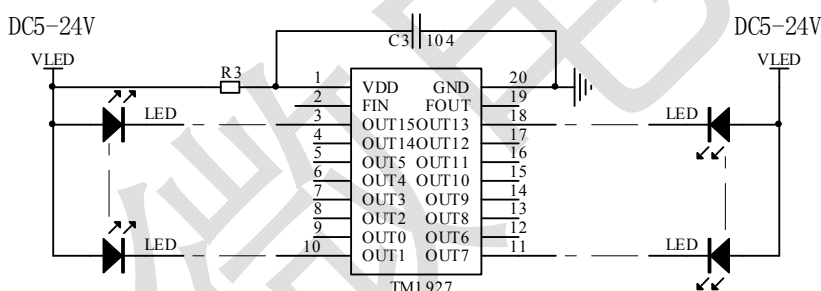 DC5-24V DC5-24V
VLED VLED
C3 104
R3
1 VDD GND 20
2 FIN FOUT 19
LED 3 OUT15 OUT13 18 LED
4 OUT14 OUT12 17
5 OUT5 OUT11 16
6 OUT4 OUT10 15
7 OUT3 OUT9 14
8 OUT2 OUT8 13
9 OUT0 OUT6 12
LED 10 OUT1 OUT7 11 LED
TM1927
微电